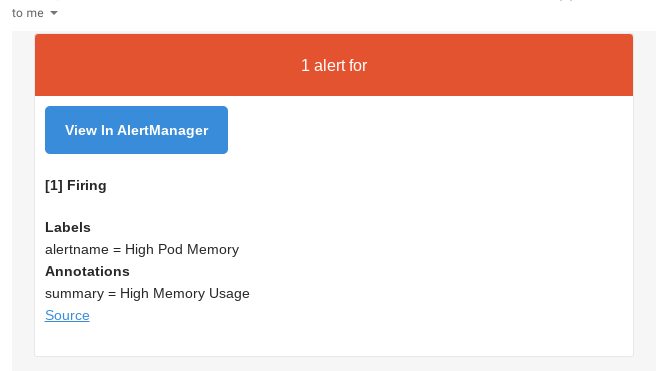 to me
1 alert for
View In AlertManager
[1] Firing
Labels
alertname = High Pod Memory
Annotations
summary = High Memory Usage
Source